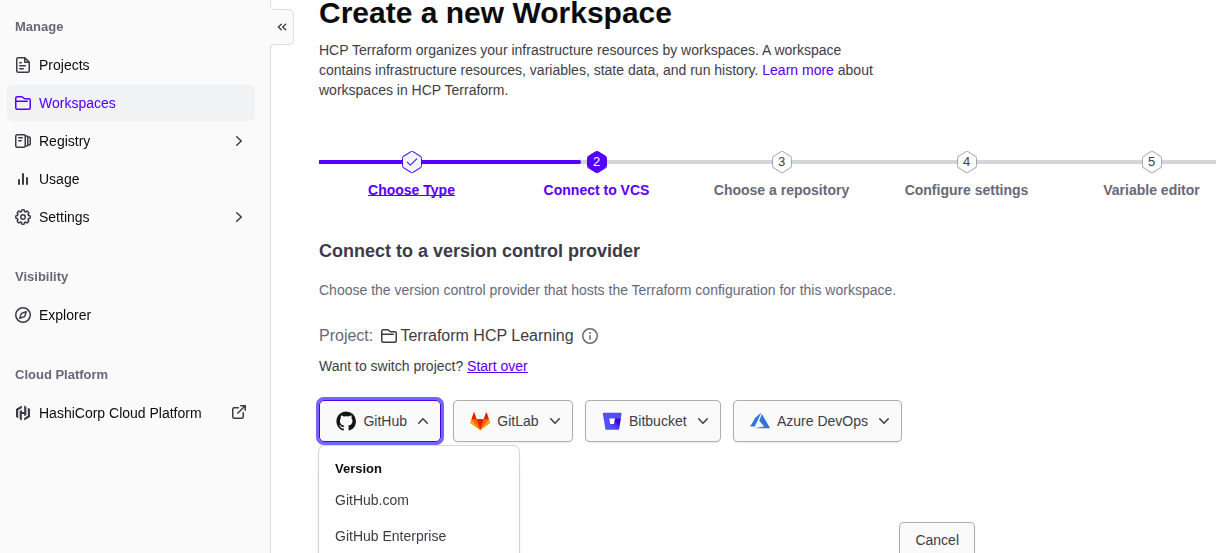 Manage
Projects
Workspaces
Registry
Usage
Settings
Visibility
Explorer
Cloud Platform
HashiCorp Cloud Platform
Create a new Workspace
HCP Terraform organizes your infrastructure resources by workspaces. A workspace
contains infrastructure resources, variables, state data, and run history. Learn more about
workspaces in HCP Terraform.
2 3 4 5
Choose Type Connect to VCS Choose a repository Configure settings Variable editor
Connect to a version control provider
Choose the version control provider that hosts the Terraform configuration for this workspace.
Project: Terraform HCP Learning
Want to switch project? Start over
GitHub GitLab Bitbucket Azure DevOps
Version
GitHub.com
GitHub Enterprise
Cancel